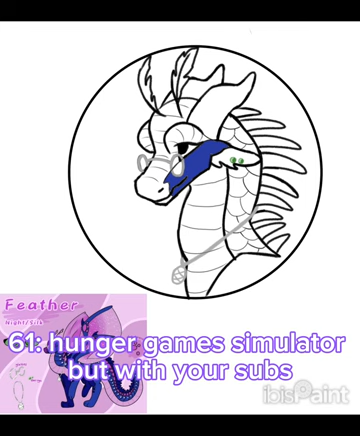 Feather
Night/Silk
61: hunger games simulator
but with your subs
ibisPaint